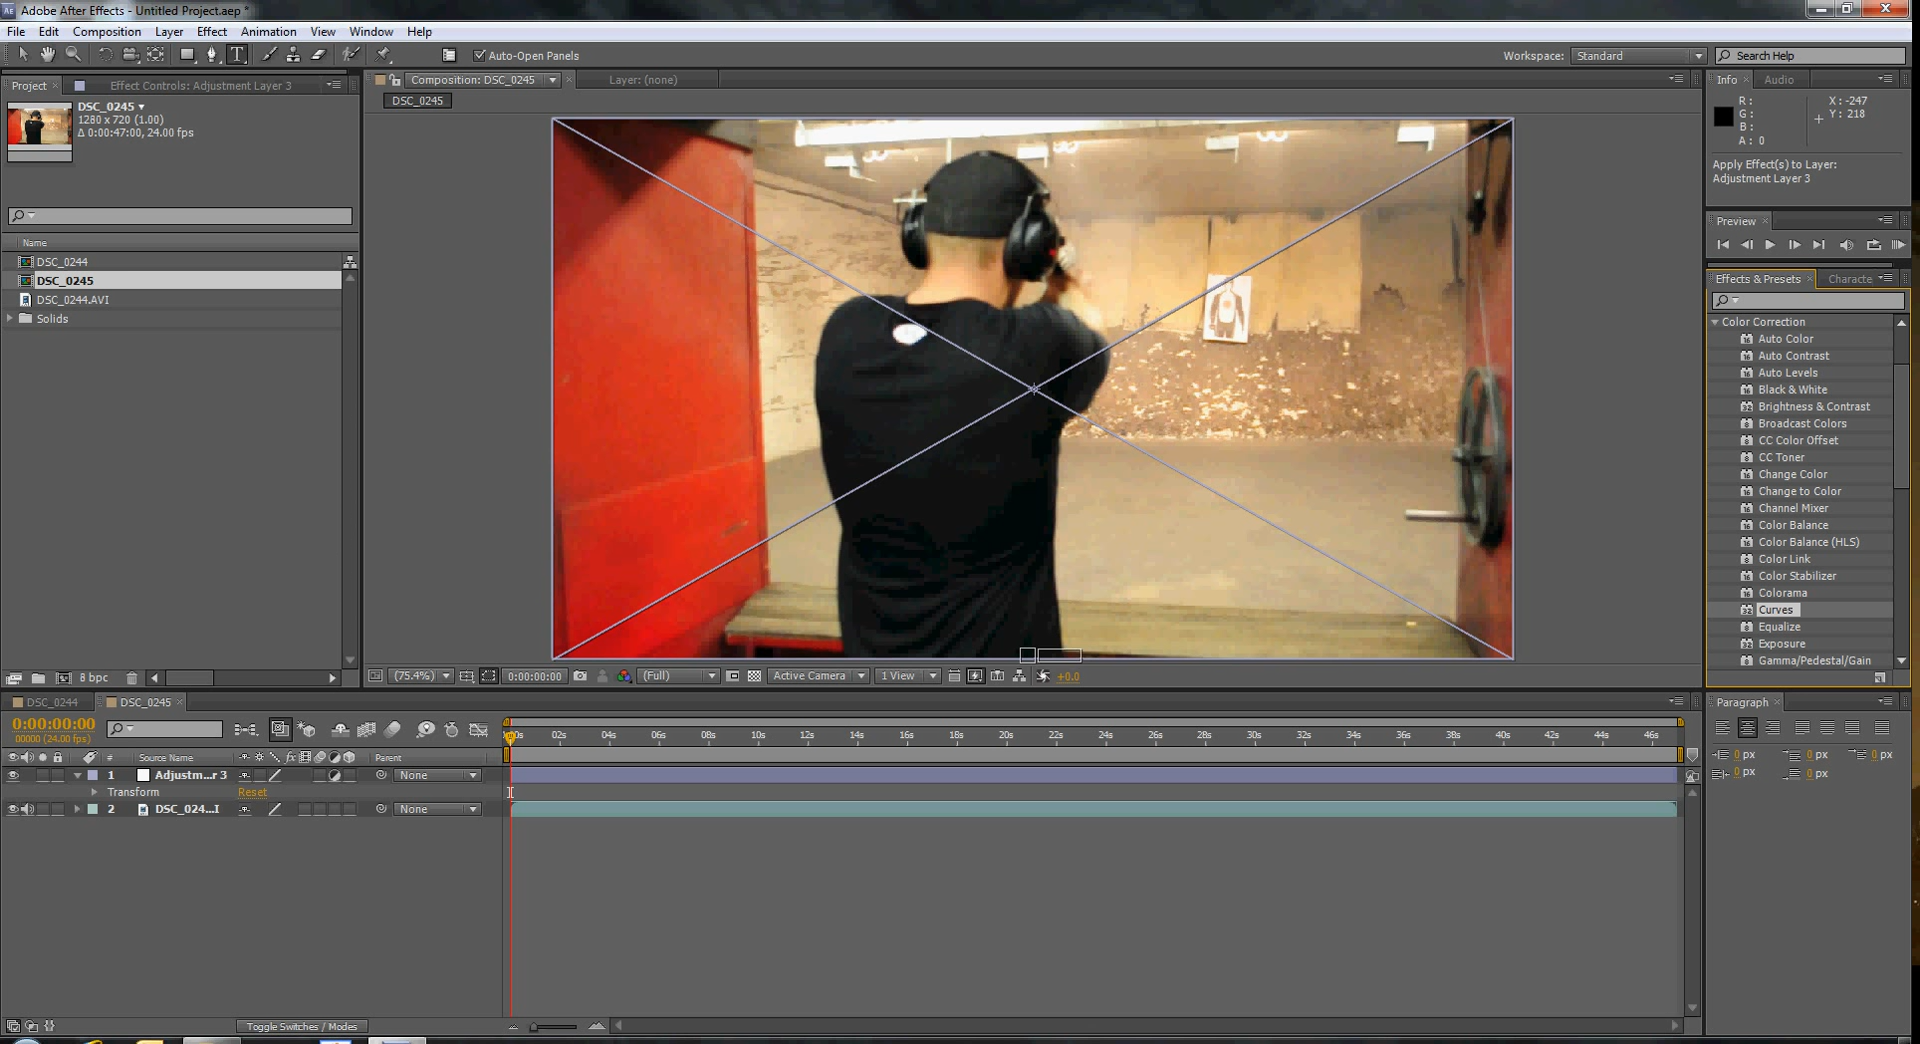 Adobe After Effects - Untitled Project.aep *
File Edit Composition Layer Effect Animation View Window Help
Auto-Open Panels
Workspace: Standard
Search Help
Project
Effect Controls: Adjustment Layer 3
DSC_0245
1280 x 720 (1.00)
Δ 0:00:47:00, 24.00 fps
Name
DSC_0244
DSC_0245
DSC_0244.AVI
Solids
8 bpc
Composition: DSC_0245
Layer: (none)
DSC_0245
(75.4%)
0:00:00:00
(Full)
Active Camera
1 View
+0.0
Info
Audio
R :
G :
B :
A : 0
X : -247
Y : 218
Apply Effect(s) to Layer:
Adjustment Layer 3
Preview
Effects & Presets
Characte
Color Correction
Auto Color
Auto Contrast
Auto Levels
Black & White
Brightness & Contrast
Broadcast Colors
CC Color Offset
CC Toner
Change Color
Change to Color
Channel Mixer
Color Balance
Color Balance (HLS)
Color Link
Color Stabilizer
Colorama
Curves
Equalize
Exposure
Gamma/Pedestal/Gain
DSC_0244
DSC_0245
0:00:00:00
00000 (24.00 fps)
# Source Name
fx
Parent
1 Adjustm...r 3
None
Transform
Reset
2 DSC_024...I
None
02s 04s 06s 08s 10s 12s 14s 16s 18s 20s 22s 24s 26s 28s 30s 32s 34s 36s 38s 40s 42s 44s 46s
Toggle Switches / Modes
Paragraph
0 px 0 px 0 px
0 px 0 px